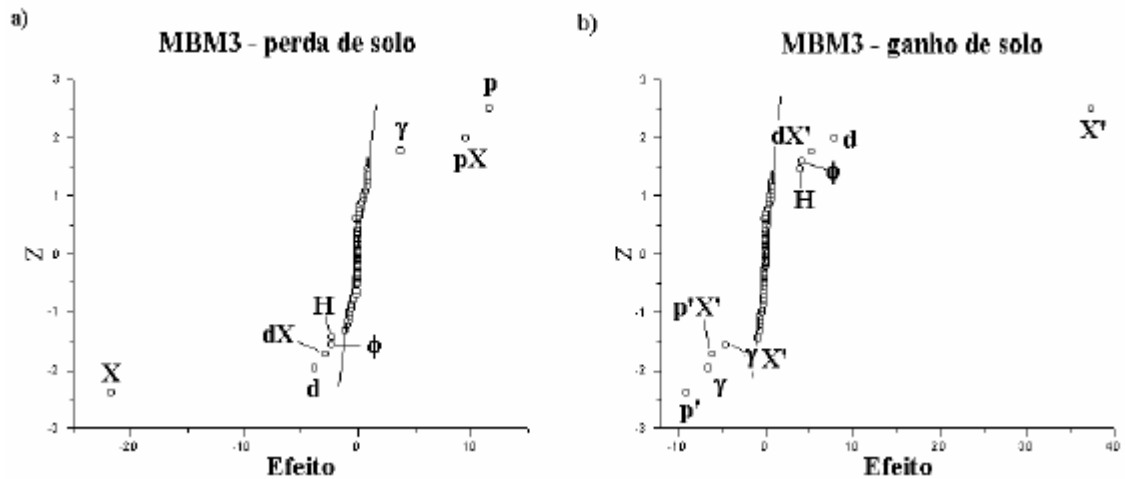 a)
MBM3 - perda de solo
3
2
1
0
-1
-2
-3
Z
p
γ
pX
H
dX
ϕ
d
X
-20
-10
0
10
Efeito
b)
MBM3 - ganho de solo
3
2
1
0
-1
-2
-3
Z
X'
dX'
d
ϕ
H
p'X'
γ X'
γ
p'
-10
0
10
20
30
40
Efeito